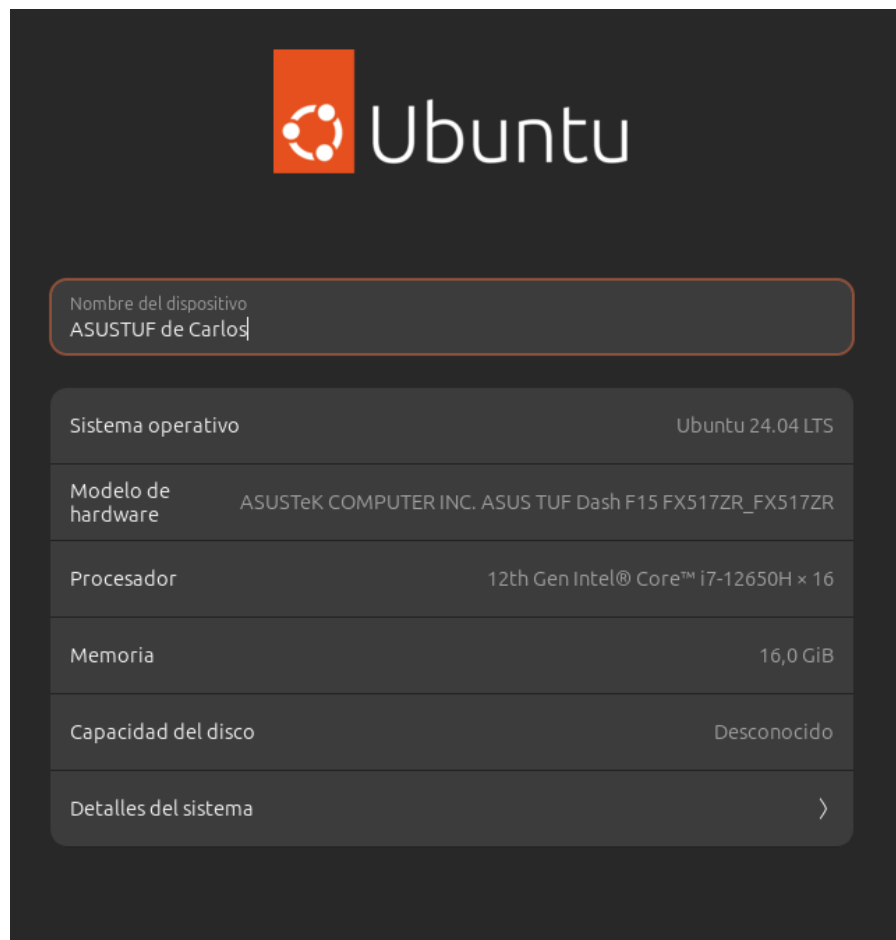 Ubuntu
Nombre del dispositivo
ASUSTUF de Carlos
Sistema operativo
Ubuntu 24.04 LTS
Modelo de
hardware
ASUSTeK COMPUTER INC. ASUS TUF Dash F15 FX517ZR_FX517ZR
Procesador
12th Gen Intel® Core™ i7-12650H × 16
Memoria
16,0 GiB
Capacidad del disco
Desconocido
Detalles del sistema